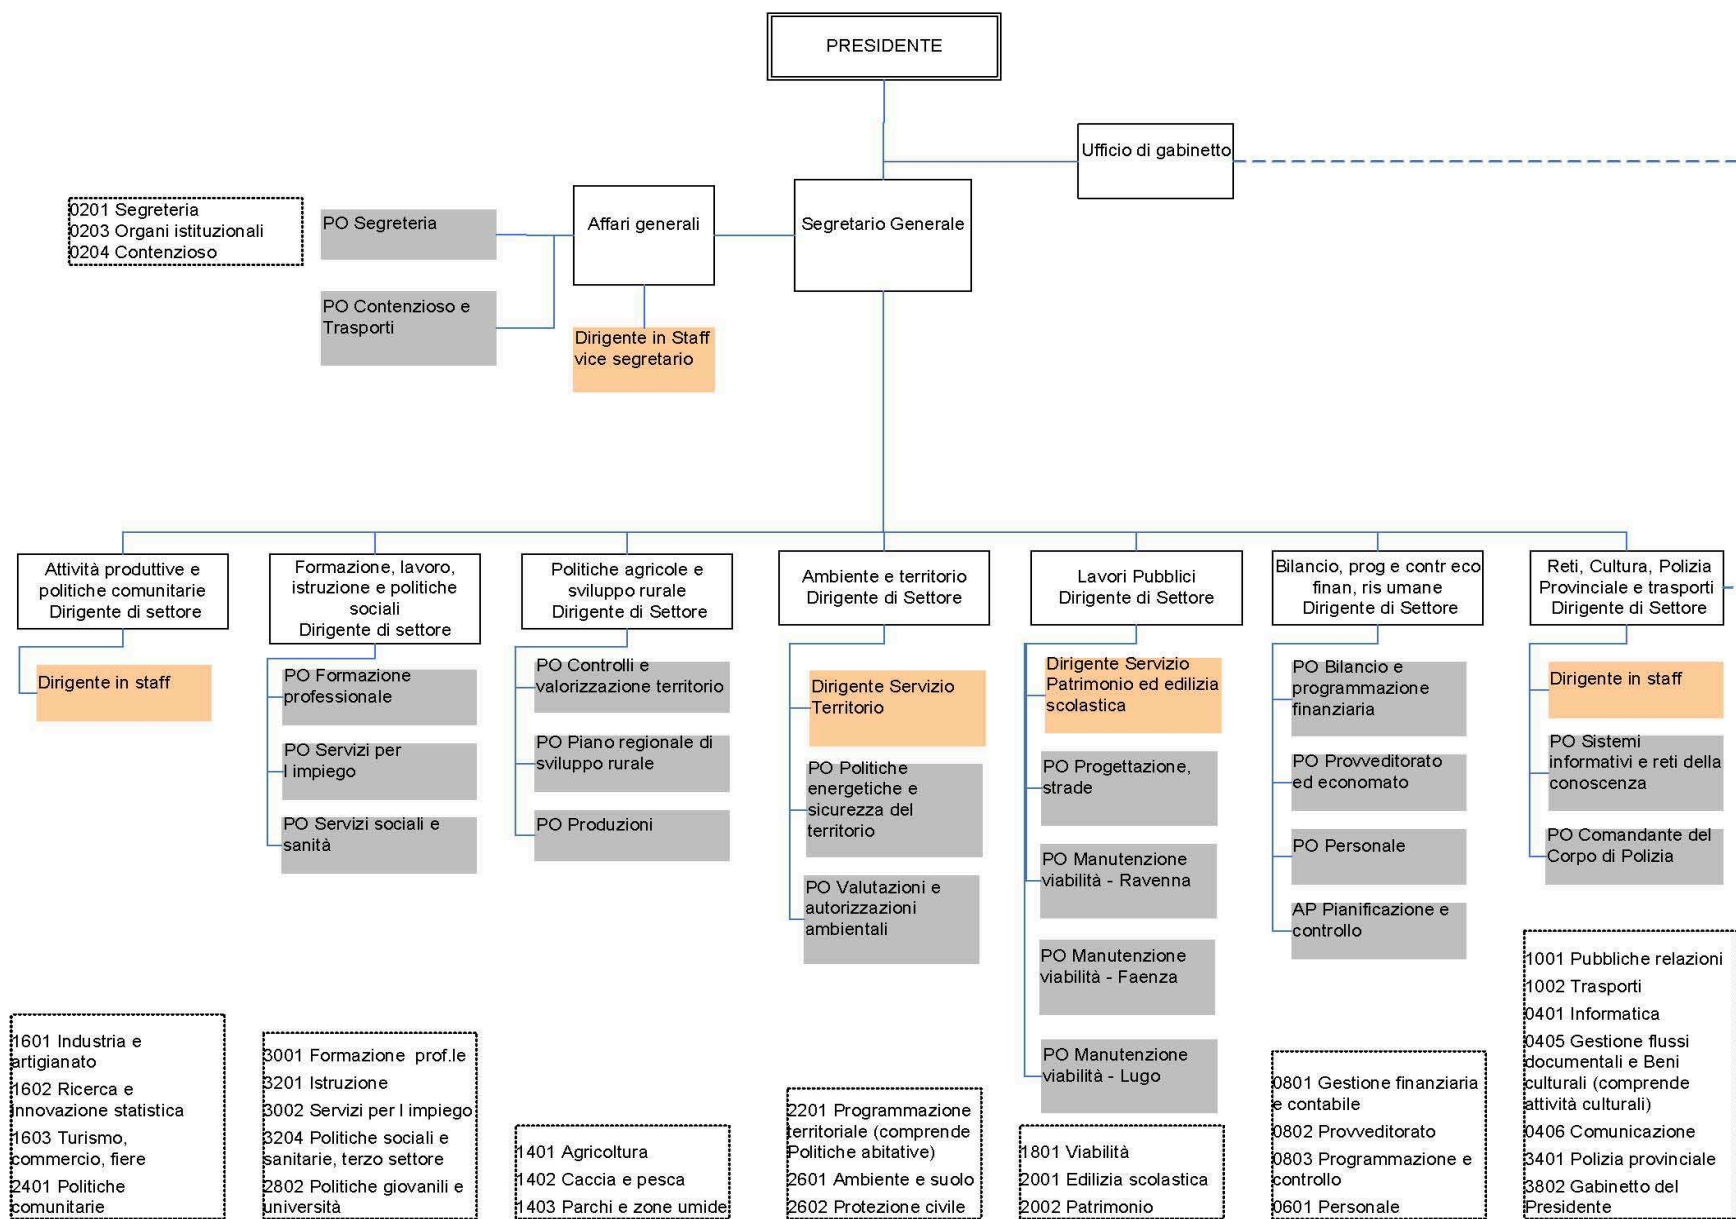 PRESIDENTE
Ufficio di gabinetto
0201 Segreteria
0203 Organi istituzionali
0204 Contenzioso
PO Segreteria
Affari generali
Segretario Generale
PO Contenzioso e
Trasporti
Dirigente in Staff
vice segretario
Attività produttive e
politiche comunitarie
Dirigente di settore
Formazione, lavoro,
istruzione e politiche
sociali
Dirigente di settore
Politiche agricole e
sviluppo rurale
Dirigente di Settore
Ambiente e territorio
Dirigente di Settore
Lavori Pubblici
Dirigente di Settore
Bilancio, prog e contr eco
finan, ris umane
Dirigente di Settore
Reti, Cultura, Polizia
Provinciale e trasporti
Dirigente di Settore
Dirigente in staff
PO Formazione
professionale
PO Servizi per
l impiego
PO Servizi sociali e
sanità
PO Controlli e
valorizzazione territorio
PO Piano regionale di
sviluppo rurale
PO Produzioni
Dirigente Servizio
Territorio
PO Politiche
energetiche e
sicurezza del
territorio
PO Valutazioni e
autorizzazioni
ambientali
Dirigente Servizio
Patrimonio ed edilizia
scolastica
PO Progettazione,
strade
PO Manutenzione
viabilità - Ravenna
PO Manutenzione
viabilità - Faenza
PO Manutenzione
viabilità - Lugo
PO Bilancio e
programmazione
finanziaria
PO Provveditorato
ed economato
PO Personale
AP Pianificazione e
controllo
Dirigente in staff
PO Sistemi
informativi e reti della
conoscenza
PO Comandante del
Corpo di Polizia
1601 Industria e
artigianato
1602 Ricerca e
innovazione statistica
1603 Turismo,
commercio, fiere
2401 Politiche
comunitarie
3001 Formazione prof.le
3201 Istruzione
3002 Servizi per l impiego
3204 Politiche sociali e
sanitarie, terzo settore
2802 Politiche giovanili e
università
1401 Agricoltura
1402 Caccia e pesca
1403 Parchi e zone umide
2201 Programmazione
territoriale (comprende
Politiche abitative)
2601 Ambiente e suolo
2602 Protezione civile
1801 Viabilità
2001 Edilizia scolastica
2002 Patrimonio
0801 Gestione finanziaria
e contabile
0802 Provveditorato
0803 Programmazione e
controllo
0601 Personale
1001 Pubbliche relazioni
1002 Trasporti
0401 Informatica
0405 Gestione flussi
documentali e Beni
culturali (comprende
attività culturali)
0406 Comunicazione
3401 Polizia provinciale
3802 Gabinetto del
Presidente